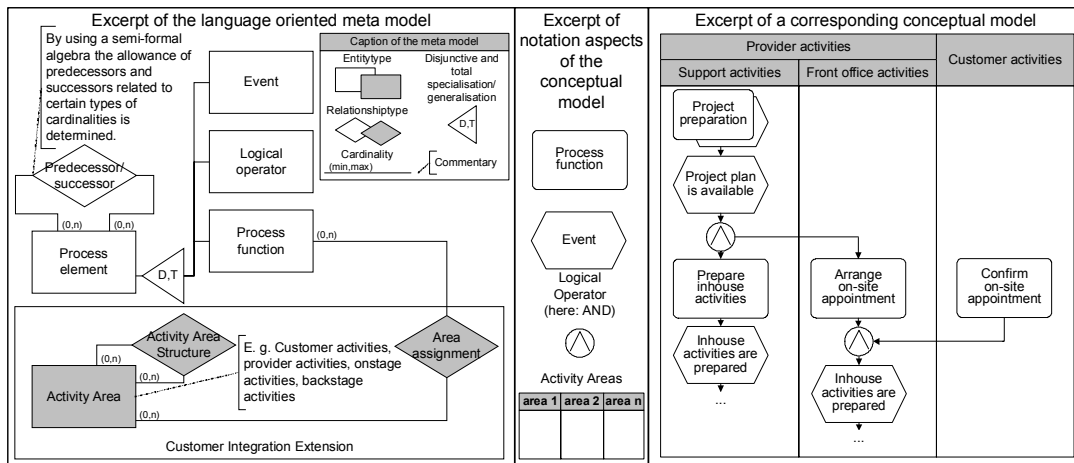 Excerpt of the language oriented meta model
By using a semi-formal
algebra the allowance of
predecessors and
successors related to
certain types of
cardinalities is
determined.
Predecessor/
successor
(0,n)
(0,n)
Process
element
D,T
Event
Logical
operator
Process
function
(0,n)
Caption of the meta model
Entitytype
Disjunctive and
total
specialisation/
generalisation
Relationshiptype
D,T
Cardinality
(min,max)
Commentary
Activity Area
Structure
(0,n)
(0,n)
Activity Area
(0,n)
E. g. Customer activities,
provider activities, onstage
activities, backstage
activities
Area
assignment
Customer Integration Extension
Excerpt of
notation aspects
of the
conceptual
model
Process
function
Event
Logical
Operator
(here: AND)
Activity Areas
area 1
area 2
area n
Excerpt of a corresponding conceptual model
Provider activities
Customer activities
Support activities
Front office activities
Project
preparation
Project plan
is available
Prepare
inhouse
activities
Arrange
on-site
appointment
Confirm
on-site
appointment
Inhouse
activities are
prepared
...
Inhouse
activities are
prepared
...